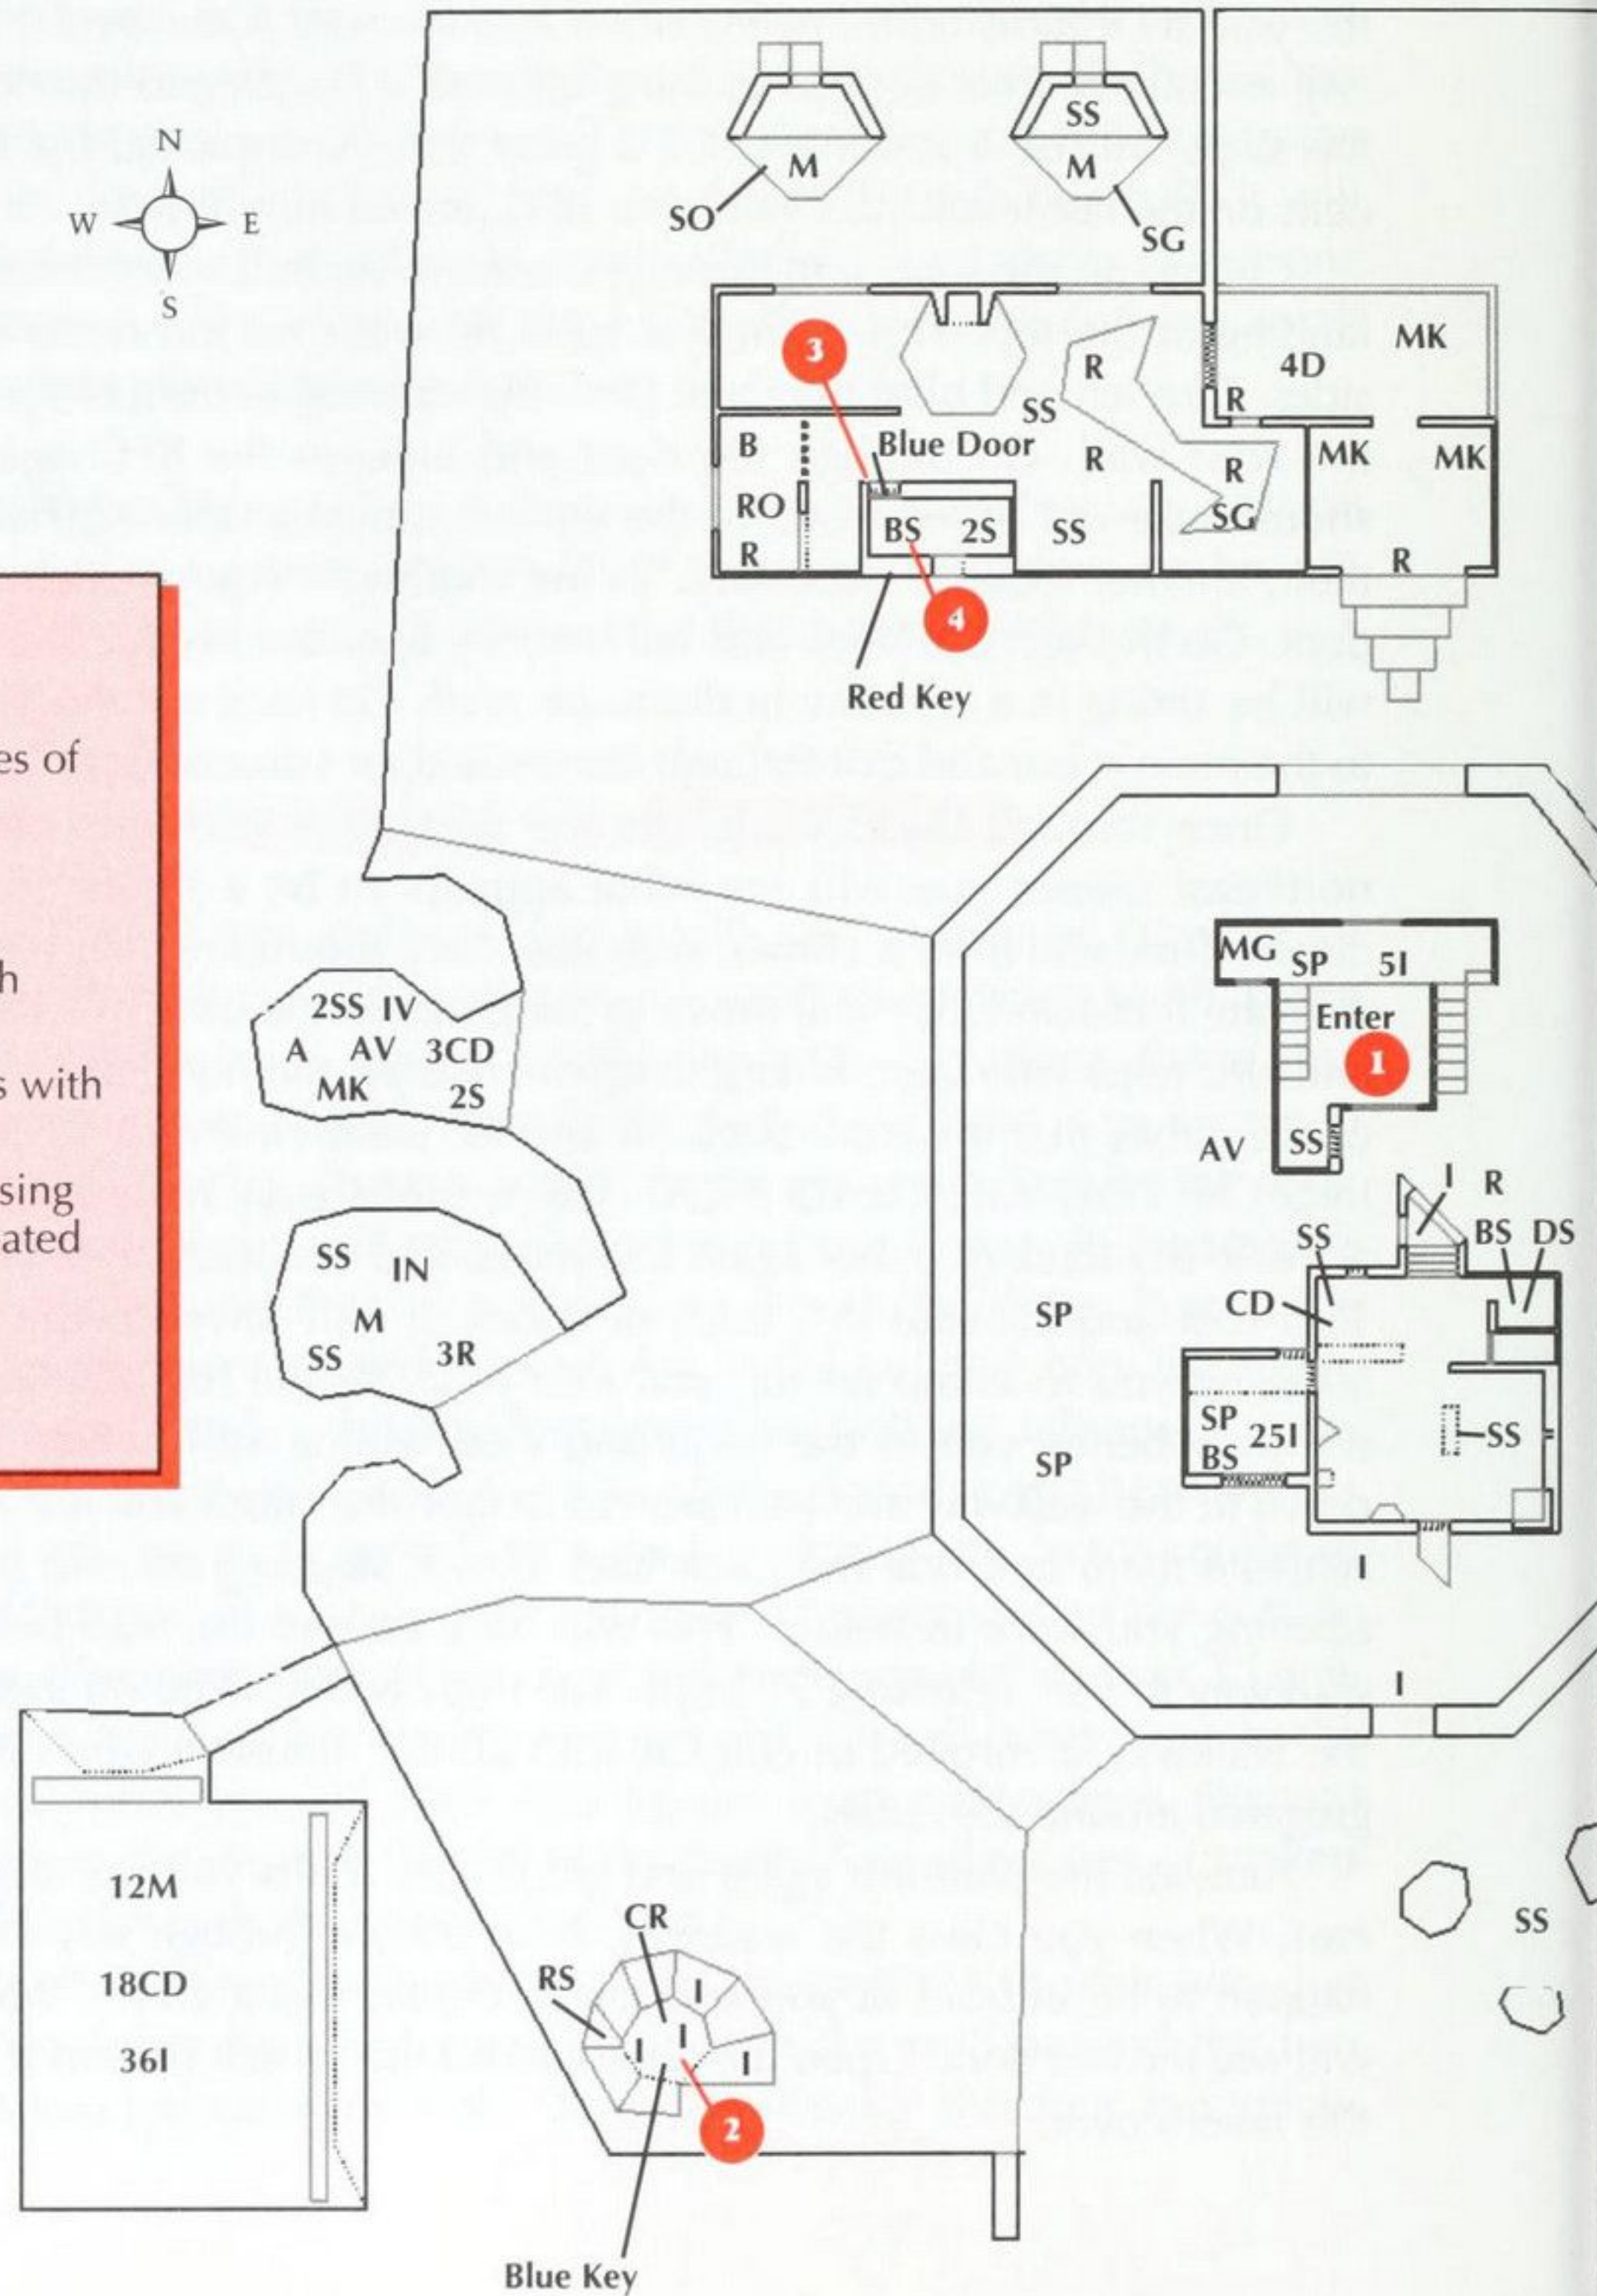 N
W E
S
SS
M M
SO SG
3
R
4D
MK
R
SS
B
Blue Door
R
MK
MK
RO
R
SG
BS 2S
SS
R
R
4
Red Key
es of
h
s with
sing
ated
2SS IV
A AV 3CD
MK 2S
SS
IN
M
SS 3R
MG
SP
5I
Enter
1
AV
SS
I
R
SS
BS DS
CD
SP
SP
25I
BS
SS
SP
I
I
12M
18CD
36I
CR
RS
I
I
I
I
2
SS
Blue Key